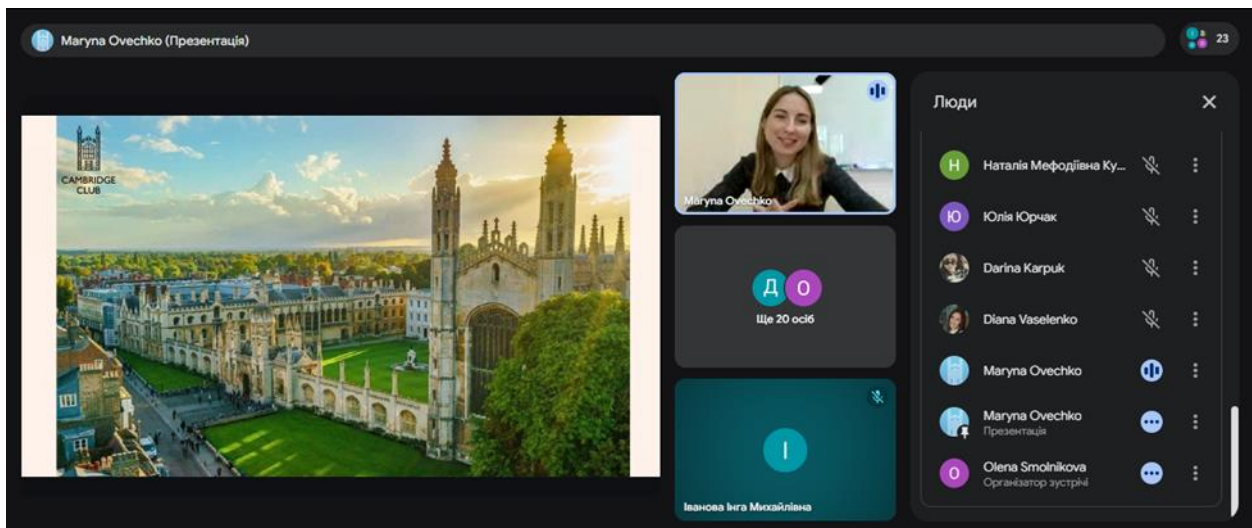 Maryna Ovechko (Презентація)
23
CAMBRIDGE
CLUB
Maryna Ovechko
Д
О
Ще 20 осіб
І
Іванова Інга Михайлівна
Люди
Н
Наталія Мефодіївна Ку...
Ю
Юлія Юрчак
Darina Karpuk
Diana Vaselenko
Maryna Ovechko
Maryna Ovechko
Презентація
О
Olena Smolnikova
Організатор зустрічі